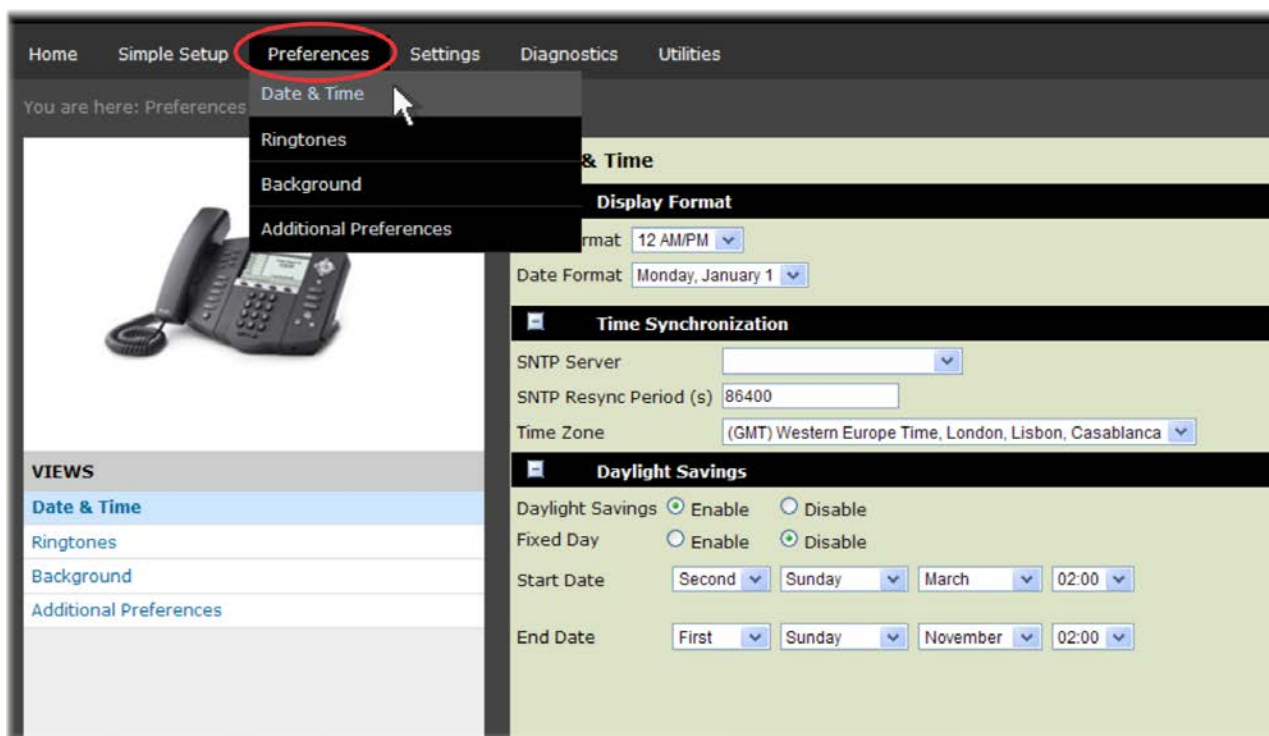 Home Simple Setup Preferences Settings Diagnostics Utilities
You are here: Preferences
Date & Time
Ringtones
Background
Additional Preferences
VIEWS
Date & Time
Ringtones
Background
Additional Preferences
& Time
Display Format
rmat 12 AM/PM
Date Format Monday, January 1
Time Synchronization
SNTP Server
SNTP Resync Period (s) 86400
Time Zone (GMT) Western Europe Time, London, Lisbon, Casablanca
Daylight Savings
Daylight Savings Enable Disable
Fixed Day Enable Disable
Start Date Second Sunday March 02:00
End Date First Sunday November 02:00